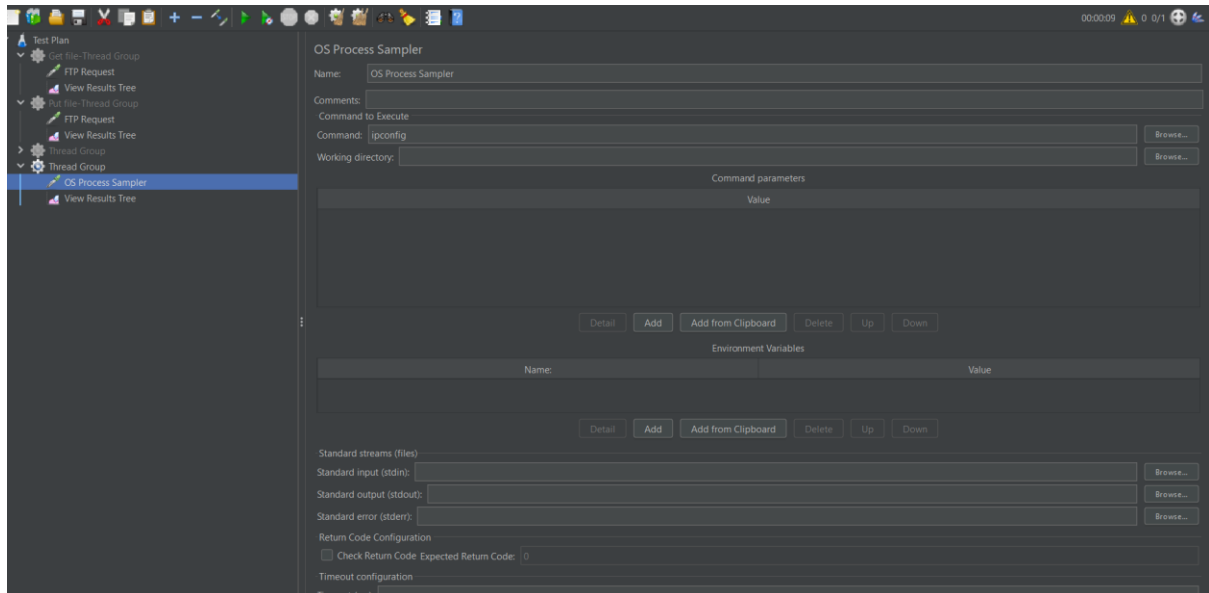 00:00:09 0 0/1
Test Plan
Get file-Thread Group
FTP Request
View Results Tree
Put file-Thread Group
FTP Request
View Results Tree
Thread Group
Thread Group
OS Process Sampler
View Results Tree
OS Process Sampler
Name: OS Process Sampler
Comments:
Command to Execute
Command: ipconfig Browse...
Working directory: Browse...
Command parameters
Value
Detail Add Add from Clipboard Delete Up Down
Environment Variables
Name: Value
Detail Add Add from Clipboard Delete Up Down
Standard streams (files)
Standard input (stdin): Browse...
Standard output (stdout): Browse...
Standard error (stderr): Browse...
Return Code Configuration
Check Return Code Expected Return Code: 0
Timeout configuration